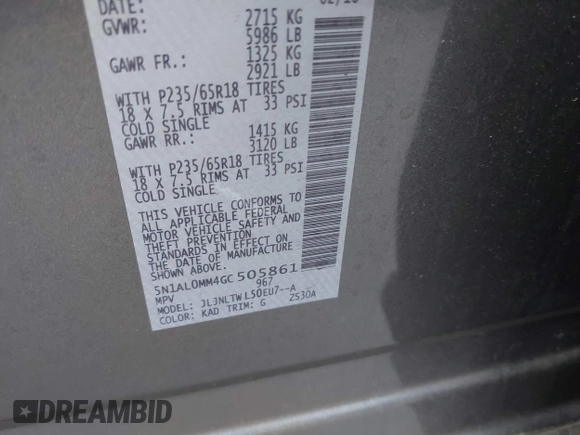 DATE:
GVWR: 2715 KG
5986 LB
GAWR FR.: 1325 KG
2921 LB
WITH P235/65R18 TIRES
18 X 7.5 RIMS AT 33 PSI
COLD SINGLE
GAWR RR.: 1415 KG
3120 LB
WITH P235/65R18 TIRES
18 X 7.5 RIMS AT 33 PSI
COLD SINGLE
THIS VEHICLE CONFORMS TO
ALL APPLICABLE FEDERAL
MOTOR VEHICLE SAFETY AND
THEFT PREVENTION
STANDARDS IN EFFECT ON
THE DATE OF MANUFACTURE
SHOWN ABOVE.
5N1AL0MM4GC505861
MPV 967
MODEL: JL3NLTWL50EU7--A
COLOR: KAD TRIM: G Z530A
DREAMBID